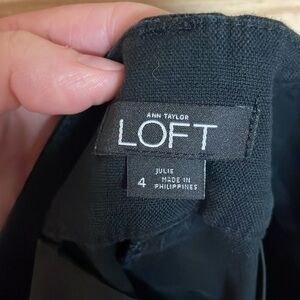 ANN TAYLOR
LOFT
JULIE
4
MADE IN
PHILIPPINES